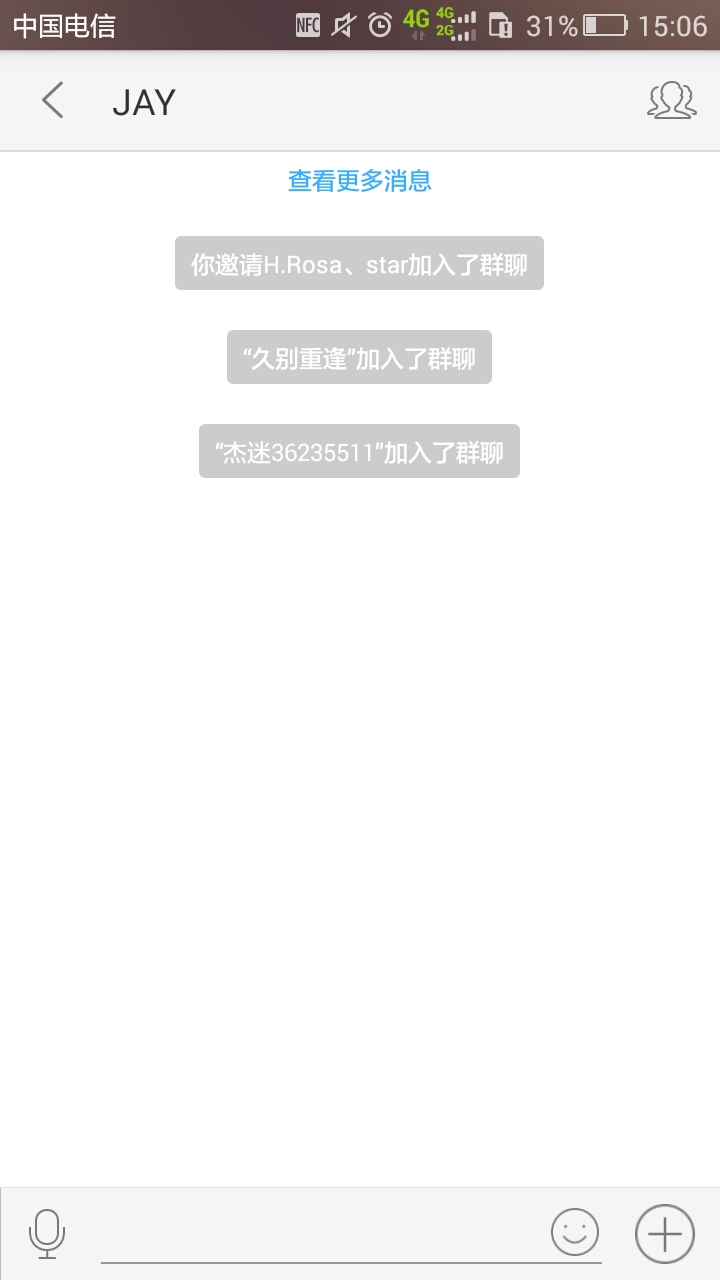 中国电信
NFC
4G
4G
2G
31%
15:06
JAY
查看更多消息
你邀请H.Rosa、star加入了群聊
“久别重逢”加入了群聊
“杰迷36235511”加入了群聊